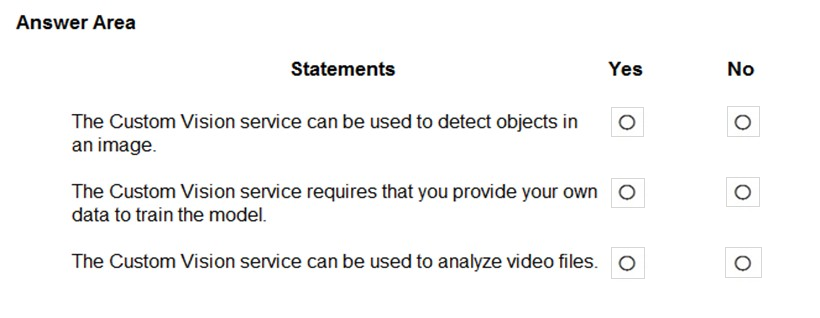 Answer Area
Statements Yes No
The Custom Vision service can be used to detect objects in
an image.
The Custom Vision service requires that you provide your own
data to train the model.
The Custom Vision service can be used to analyze video files.